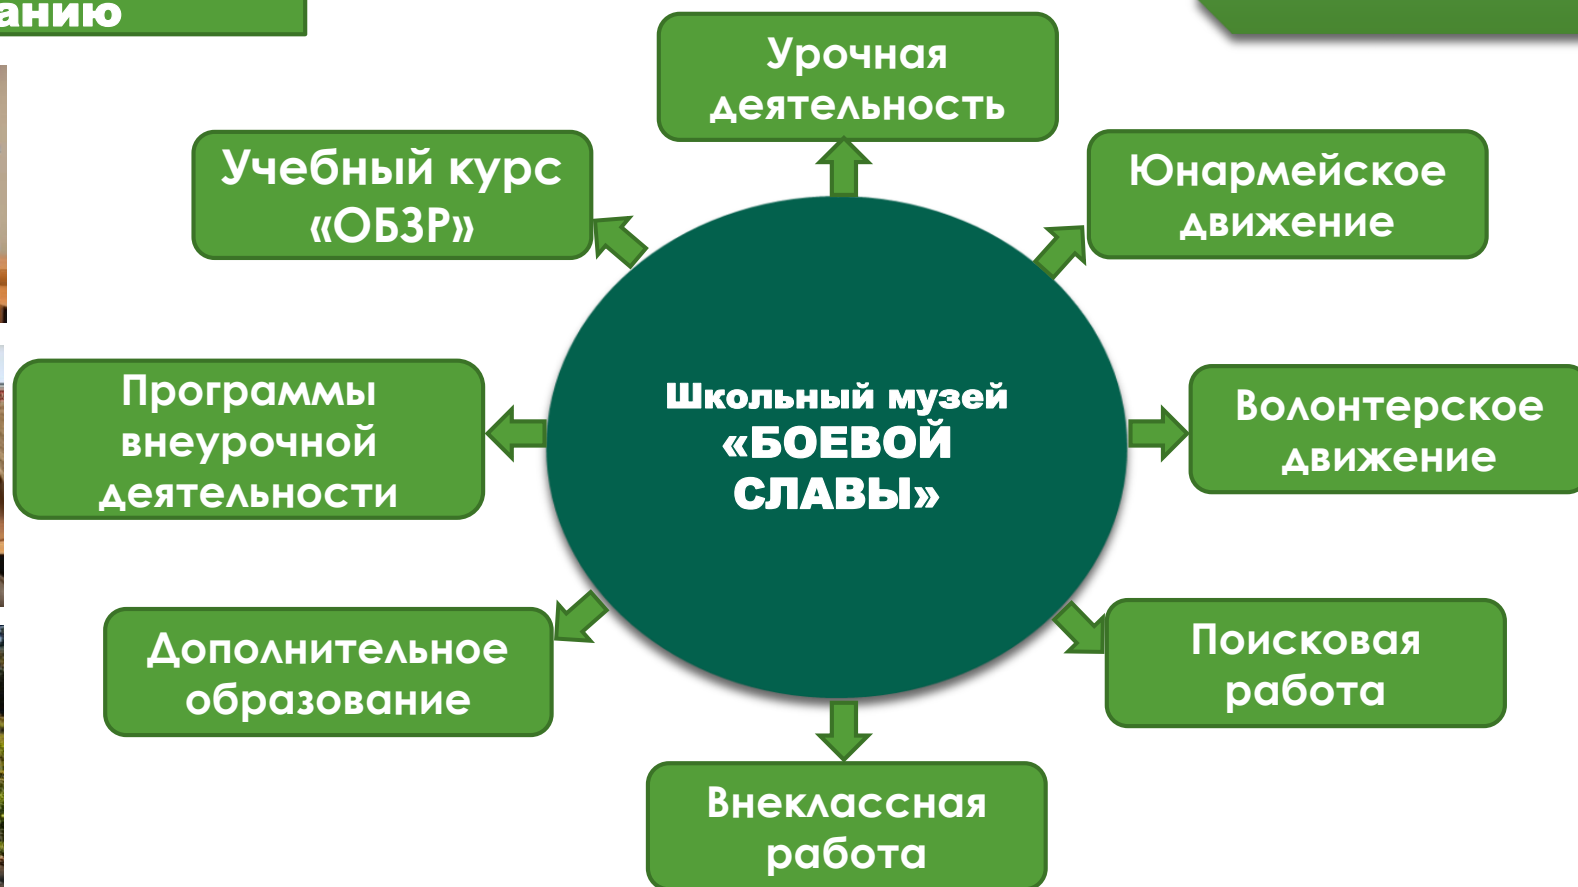 анию
Урочная
деятельность
Учебный курс
«ОБЗР»
Юнармейское
движение
Программы
внеурочной
деятельности
Школьный музей
«БОЕВОЙ
СЛАВЫ»
Волонтерское
движение
Дополнительное
образование
Поисковая
работа
Внеклассная
работа